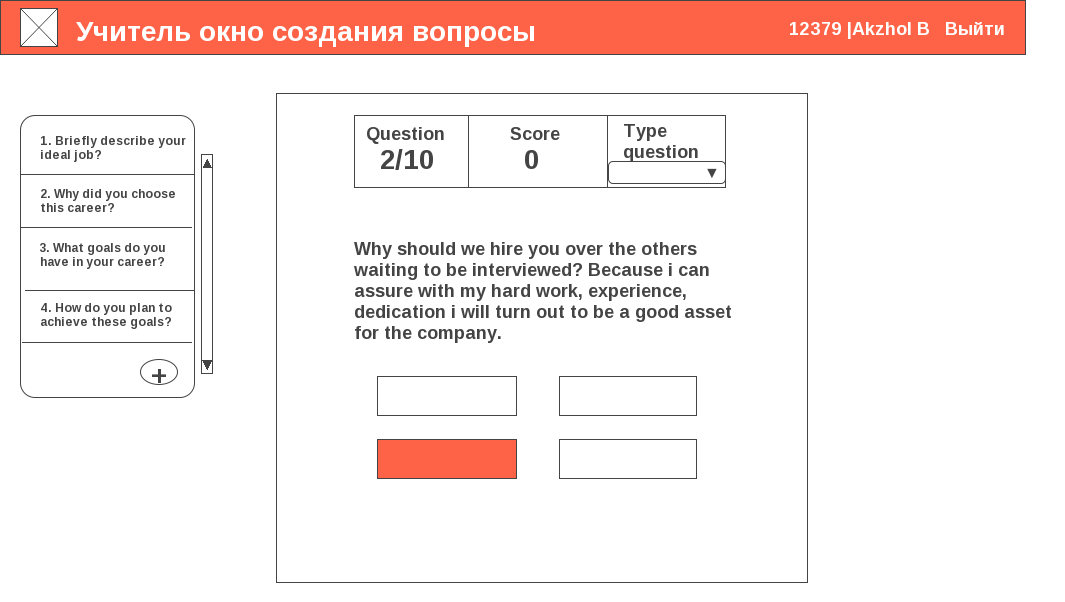 Учитель окно создания вопросы
12379 |Akzhol B Выйти
1. Briefly describe your
ideal job?
2. Why did you choose
this career?
3. What goals do you
have in your career?
4. How do you plan to
achieve these goals?
+
Question
2/10
Score
0
Type
question
Why should we hire you over the others
waiting to be interviewed? Because i can
assure with my hard work, experience,
dedication i will turn out to be a good asset
for the company.